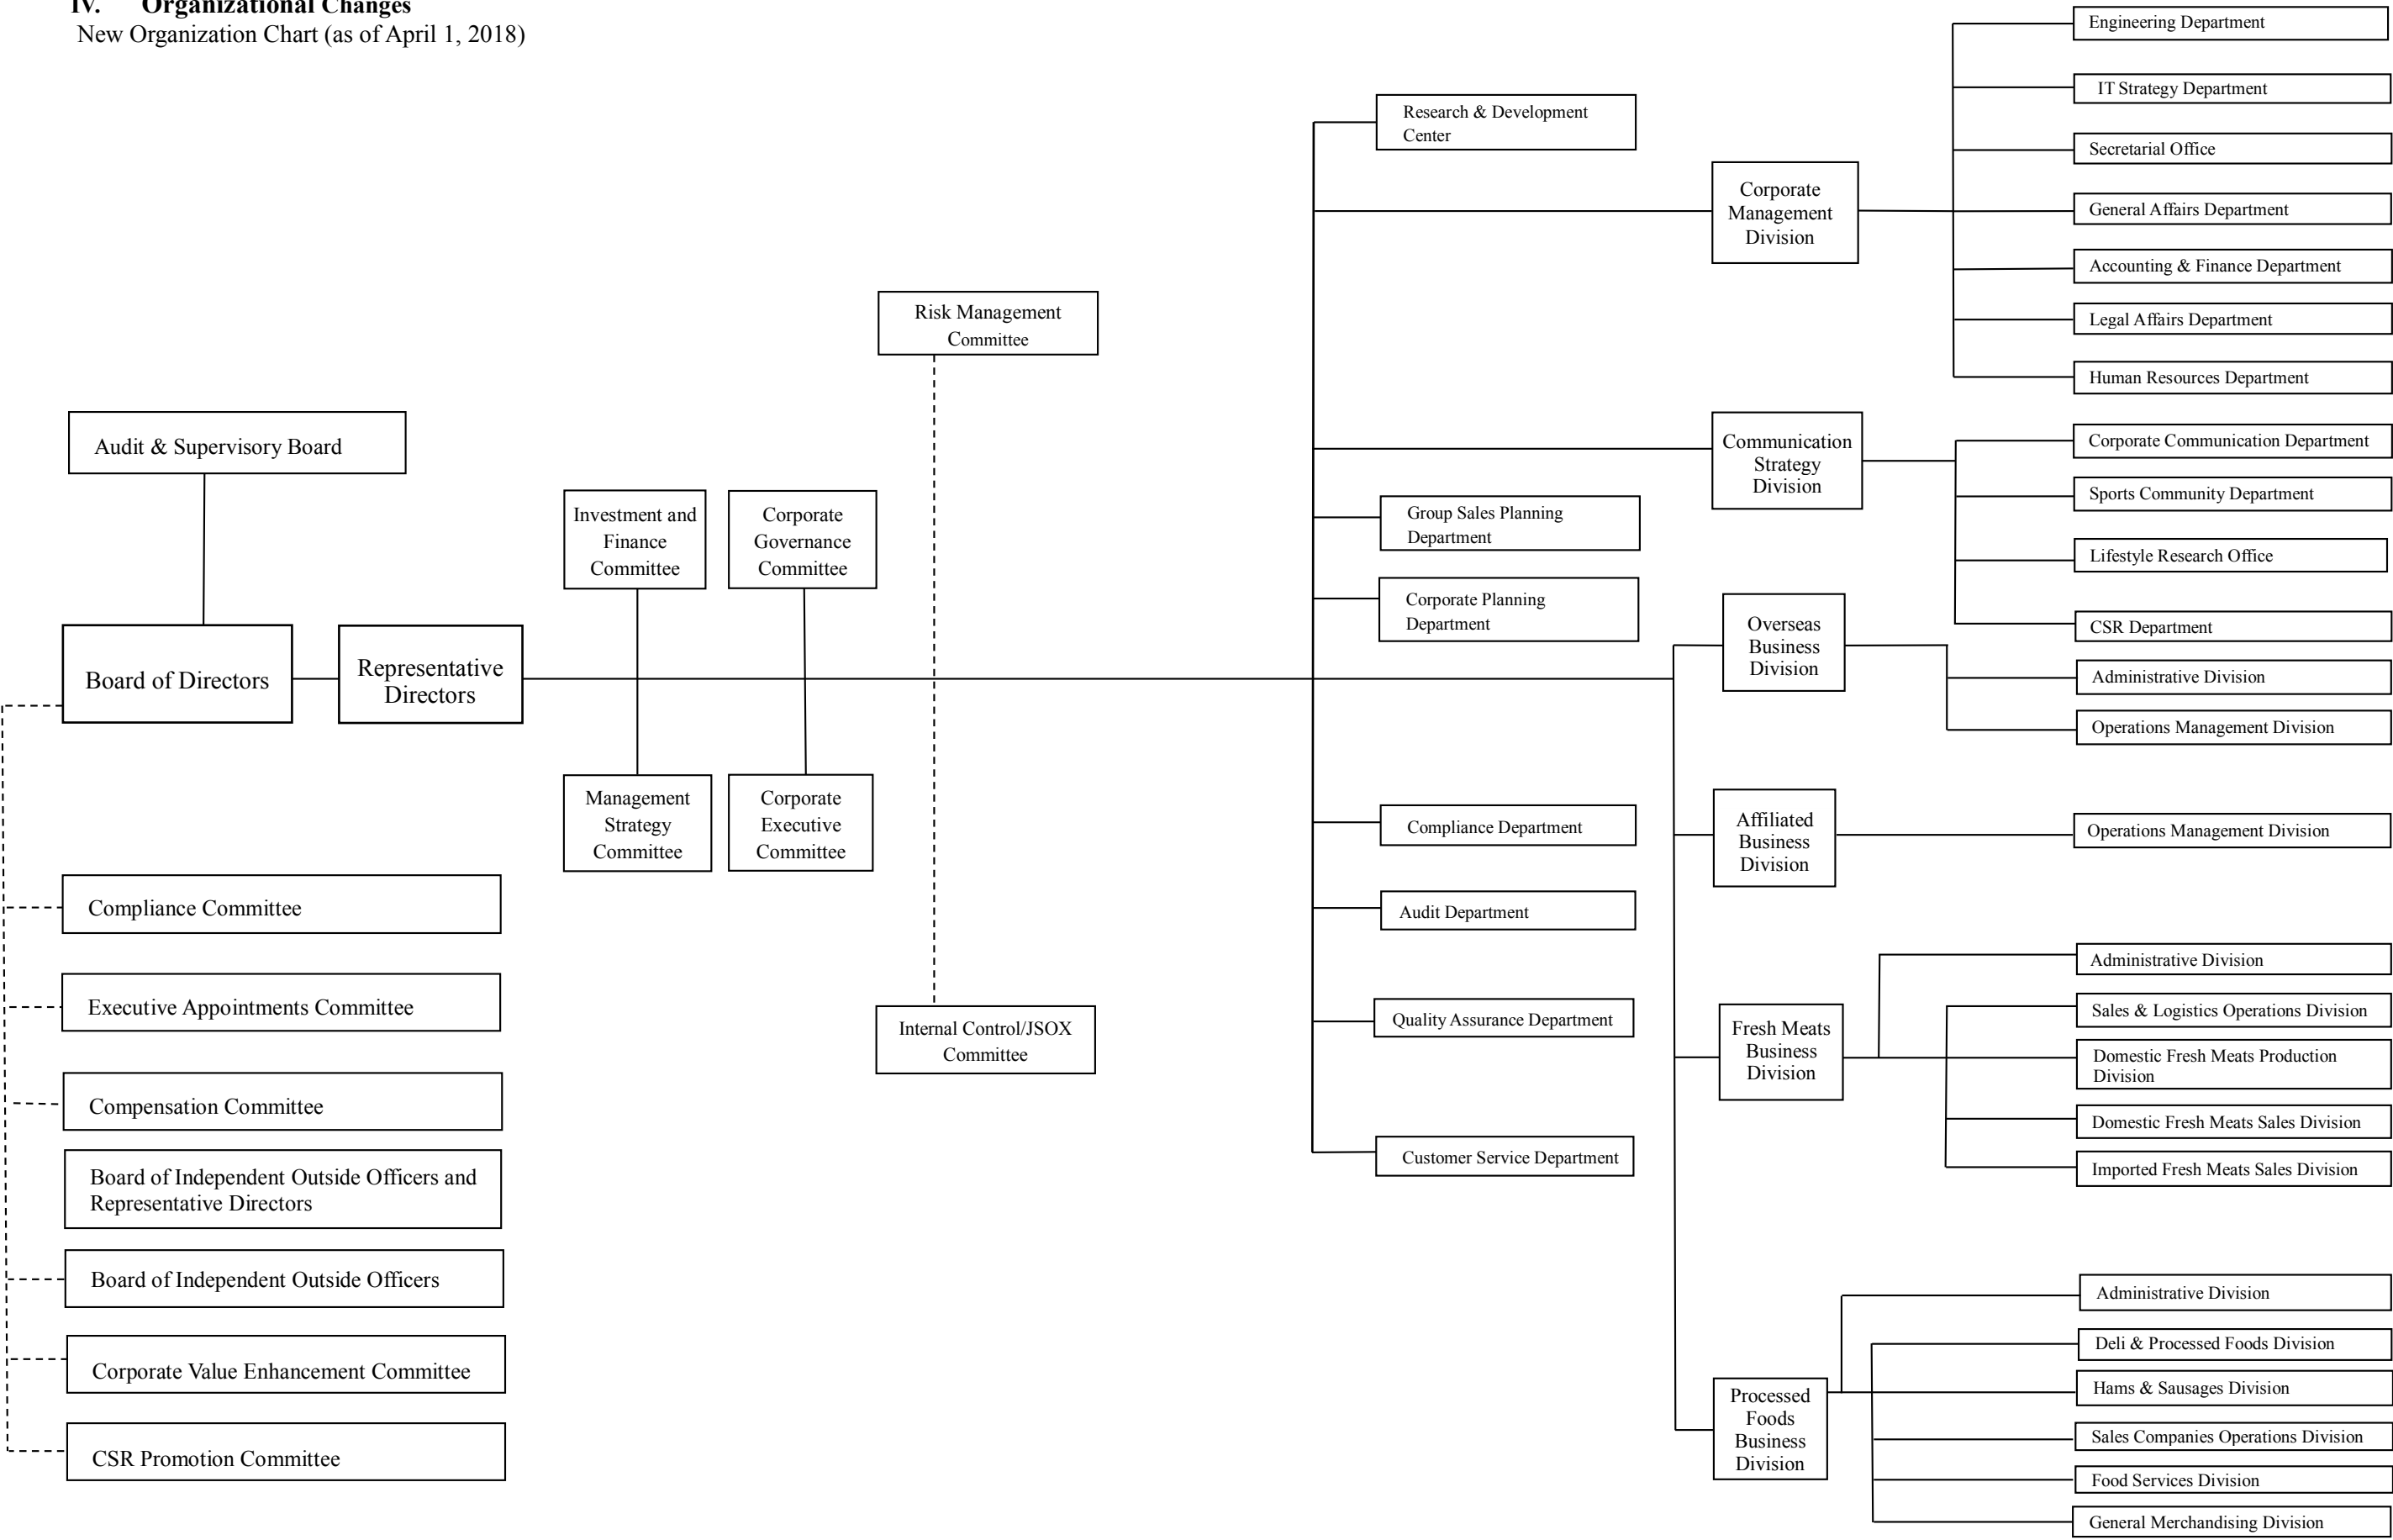 IV. Organizational Changes
New Organization Chart (as of April 1, 2018)
Audit & Supervisory Board
Board of Directors
Representative
Directors
Compliance Committee
Executive Appointments Committee
Compensation Committee
Board of Independent Outside Officers and
Representative Directors
Board of Independent Outside Officers
Corporate Value Enhancement Committee
CSR Promotion Committee
Investment and
Finance
Committee
Corporate
Governance
Committee
Management
Strategy
Committee
Corporate
Executive
Committee
Risk Management
Committee
Internal Control/JSOX
Committee
Research & Development
Center
Group Sales Planning
Department
Corporate Planning
Department
Compliance Department
Audit Department
Quality Assurance Department
Customer Service Department
Corporate
Management
Division
Engineering Department
IT Strategy Department
Secretarial Office
General Affairs Department
Accounting & Finance Department
Legal Affairs Department
Human Resources Department
Communication
Strategy
Division
Corporate Communication Department
Sports Community Department
Lifestyle Research Office
CSR Department
Overseas
Business
Division
Administrative Division
Operations Management Division
Affiliated
Business
Division
Operations Management Division
Fresh Meats
Business
Division
Administrative Division
Sales & Logistics Operations Division
Domestic Fresh Meats Production
Division
Domestic Fresh Meats Sales Division
Imported Fresh Meats Sales Division
Processed
Foods
Business
Division
Administrative Division
Deli & Processed Foods Division
Hams & Sausages Division
Sales Companies Operations Division
Food Services Division
General Merchandising Division